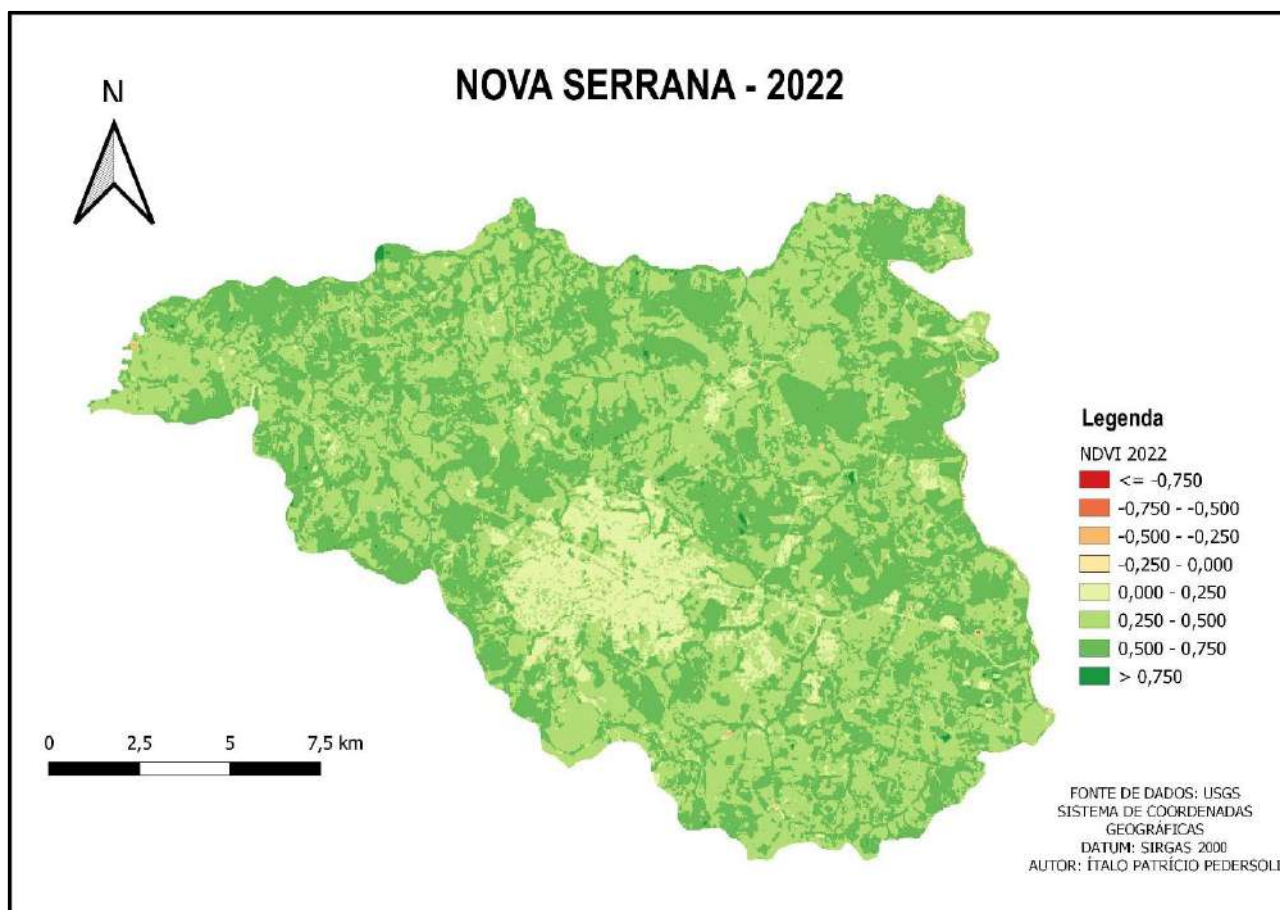 NOVA SERRANA - 2022
N
Legenda
NDVI 2022
<= -0,750
-0,750 - -0,500
-0,500 - -0,250
-0,250 - 0,000
0,000 - 0,250
0,250 - 0,500
0,500 - 0,750
> 0,750
0 2,5 5 7,5 km
FONTE DE DADOS: USGS
SISTEMA DE COORDENADAS
GEOGRÁFICAS
DATUM: SIRGAS 2000
AUTOR: ÍTALO PATRÍCIO PEDERSOLI